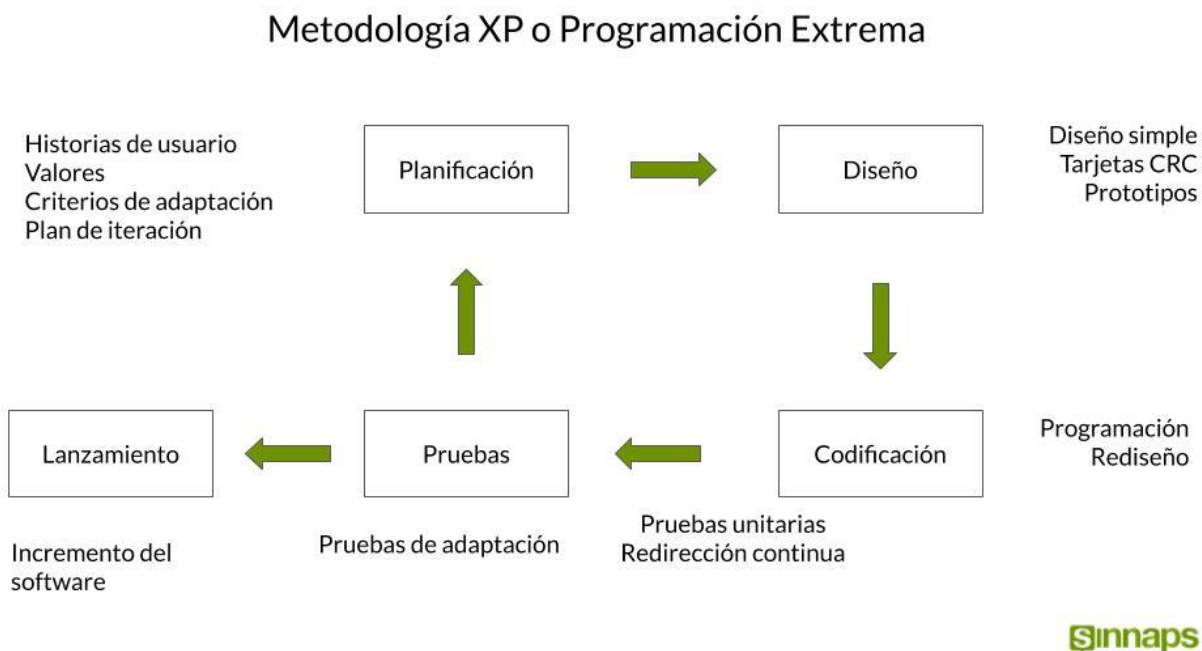 Metodología XP o Programación Extrema
Historias de usuario
Valores
Criterios de adaptación
Plan de iteración
Planificación
Diseño
Diseño simple
Tarjetas CRC
Prototipos
Lanzamiento
Pruebas
Codificación
Programación
Rediseño
Incremento del
software
Pruebas de adaptación
Pruebas unitarias
Redirección continua
sinnaps